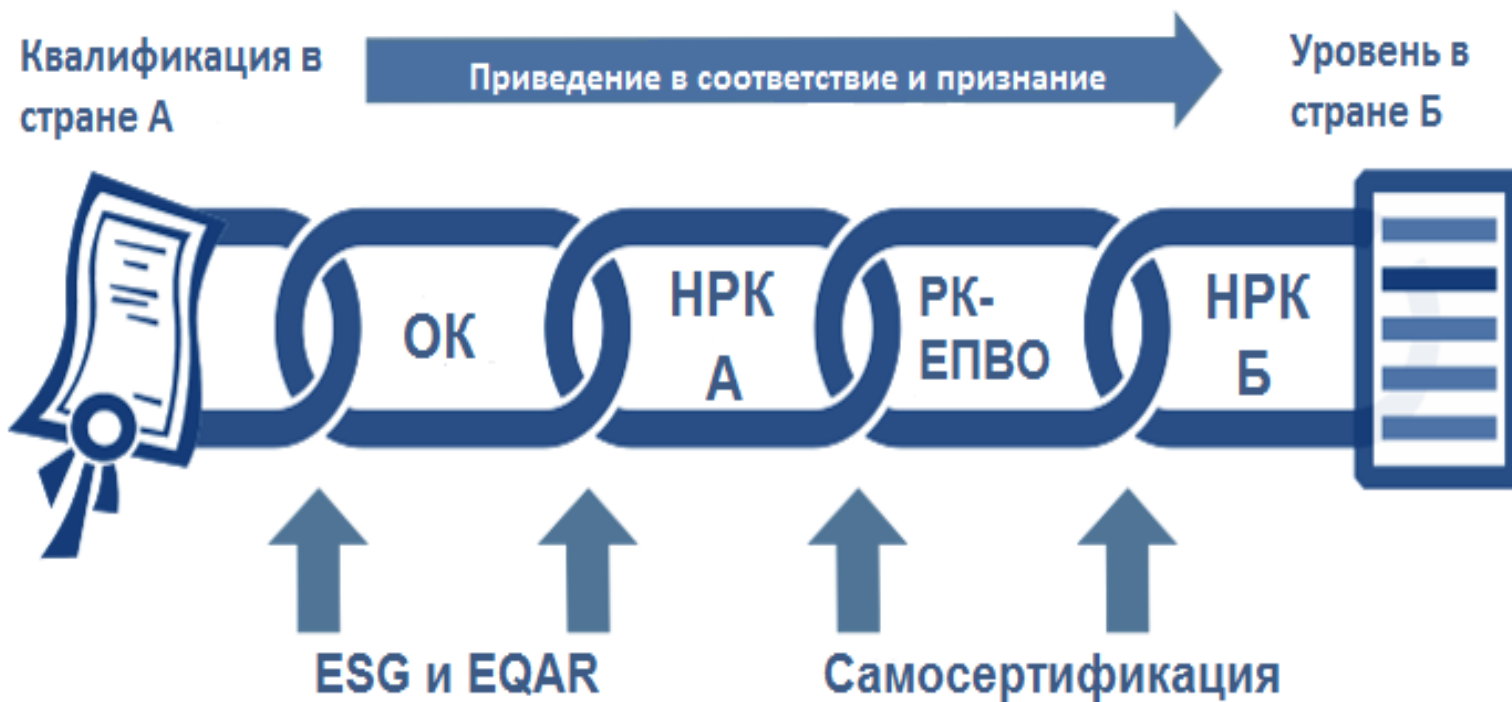 Квалификация в
стране А
Приведение в соответствие и признание
Уровень в
стране Б
ОК
НРК
А
РК-
ЕПВО
НРК
Б
ESG и EQAR
Самосертификация